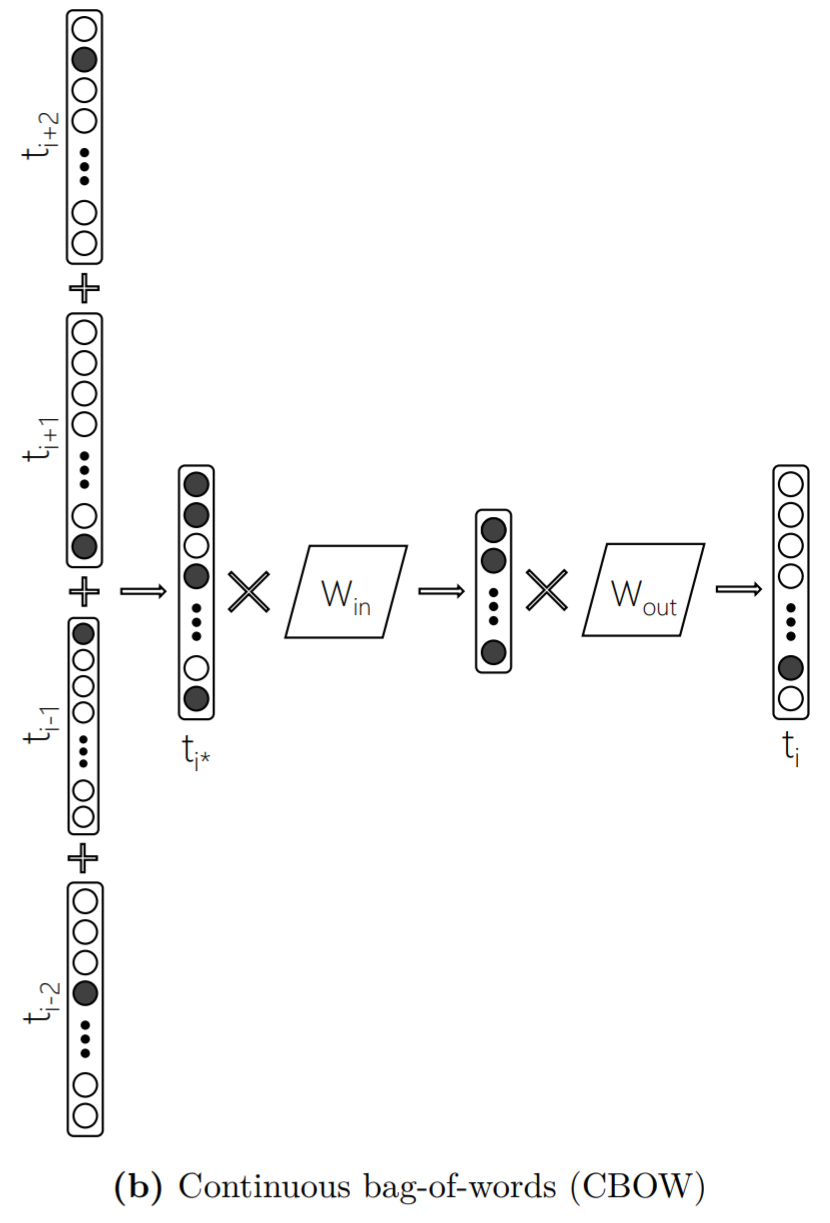 t_{i+2}
t_{i+1}
t_{i-1}
t_{i-2}
t_{i*}
W_{in}
W_{out}
t_i
(b) Continuous bag-of-words (CBOW)